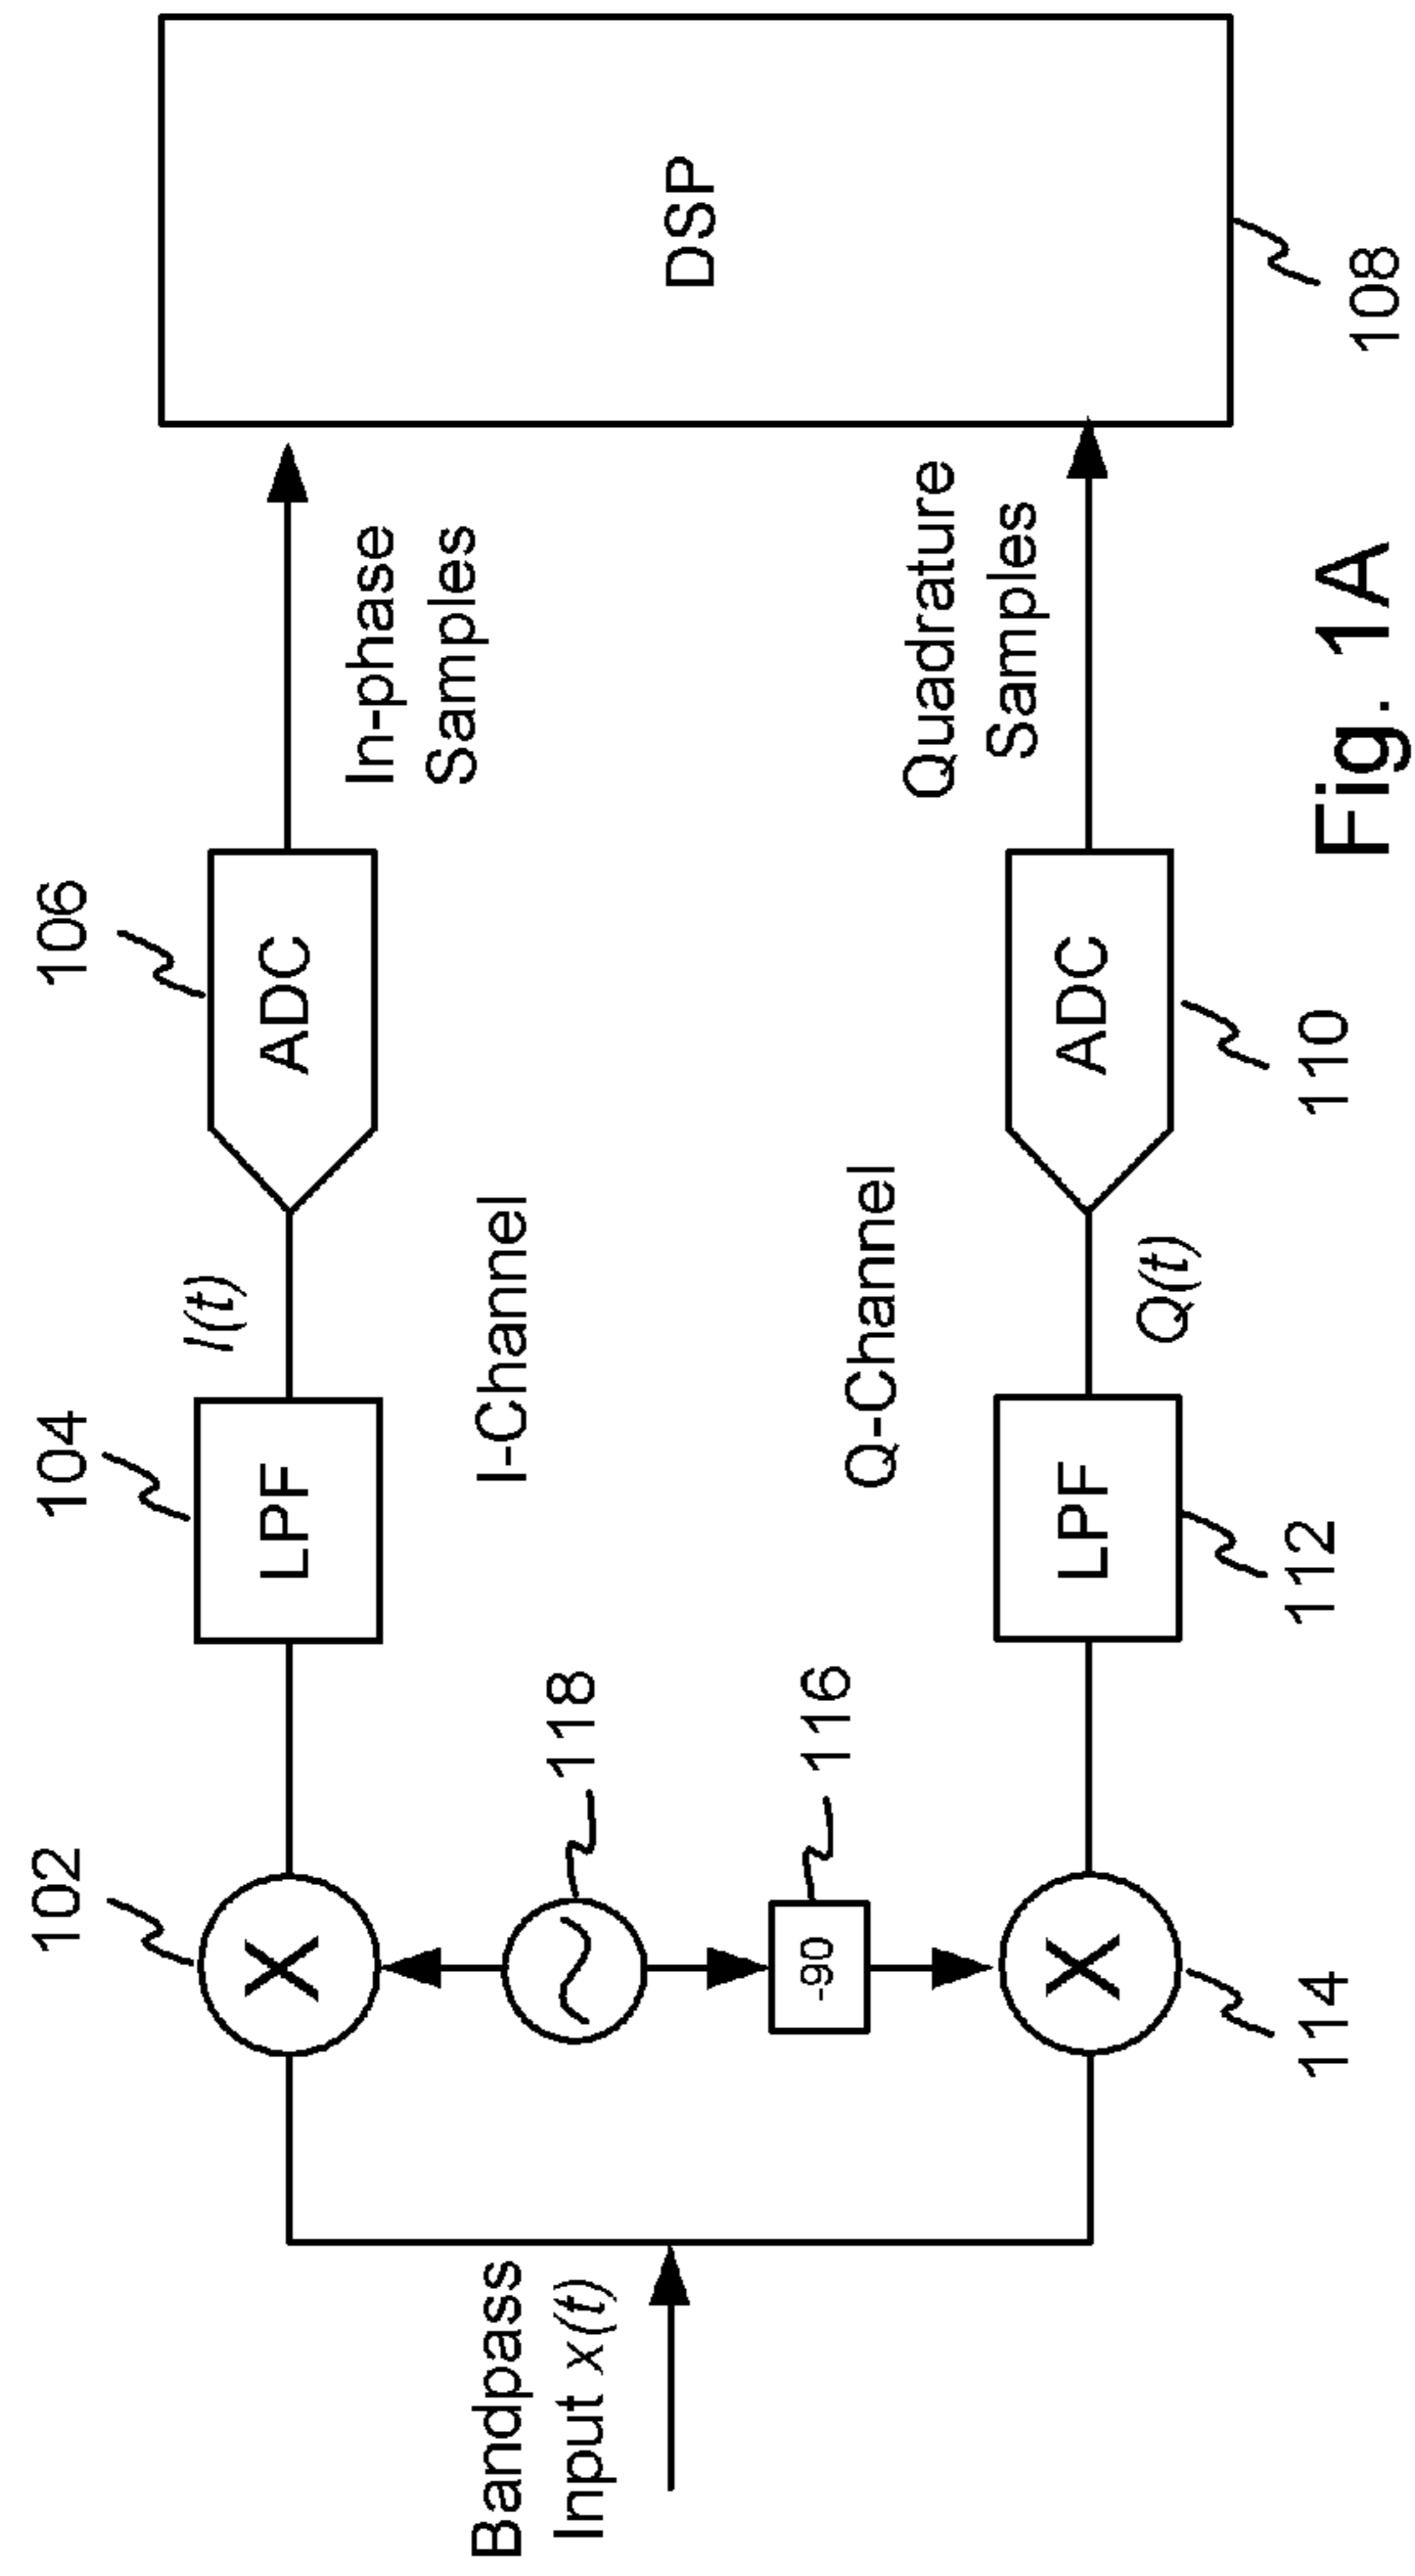 102
104
106
X
LPF
I(t)
ADC
In-phase
Samples
I-Channel
118
Bandpass
Input x(t)
DSP
116
-90
Q-Channel
Quadrature
Samples
X
LPF
Q(t)
ADC
114
112
110
108
Fig. 1A